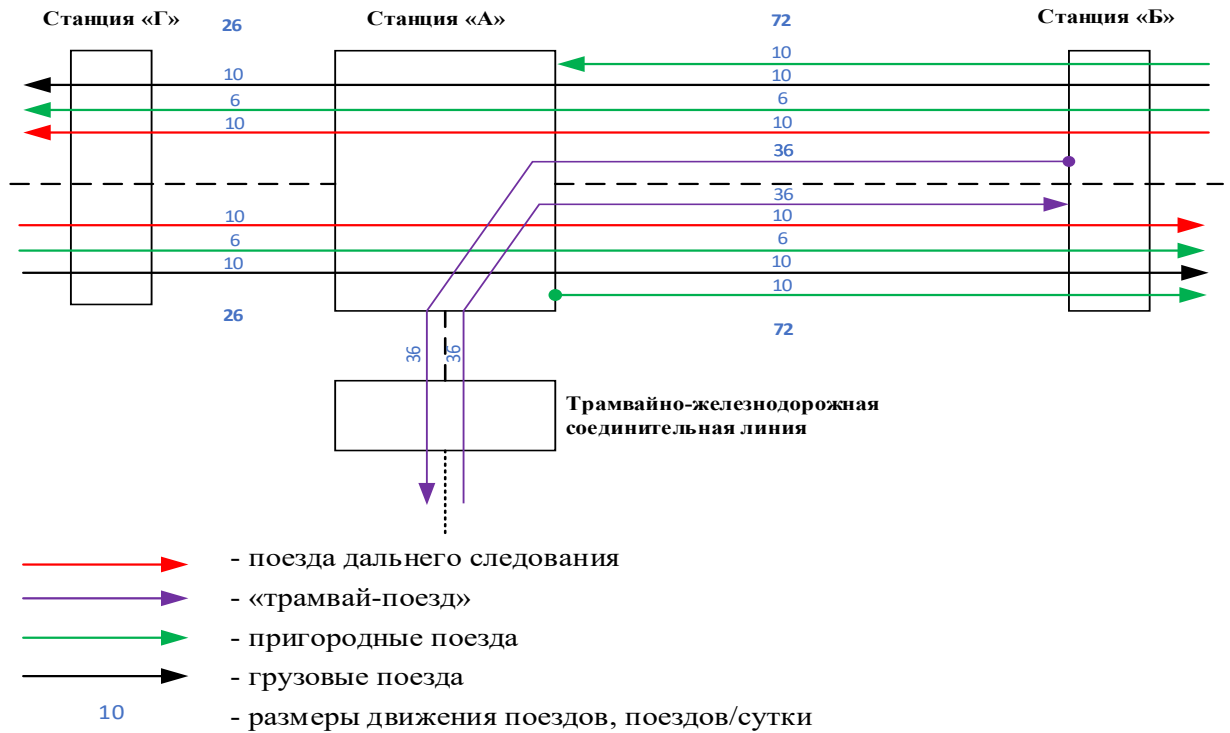 Станция «Г»
26
Станция «А»
72
Станция «Б»
10
10
10
6
6
10
10
36
36
10
10
6
6
10
10
10
26
72
36
36
Трамвайно-железнодорожная
соединительная линия
- поезда дальнего следования
- «трамвай-поезд»
- пригородные поезда
- грузовые поезда
10
- размеры движения поездов, поездов/сутки